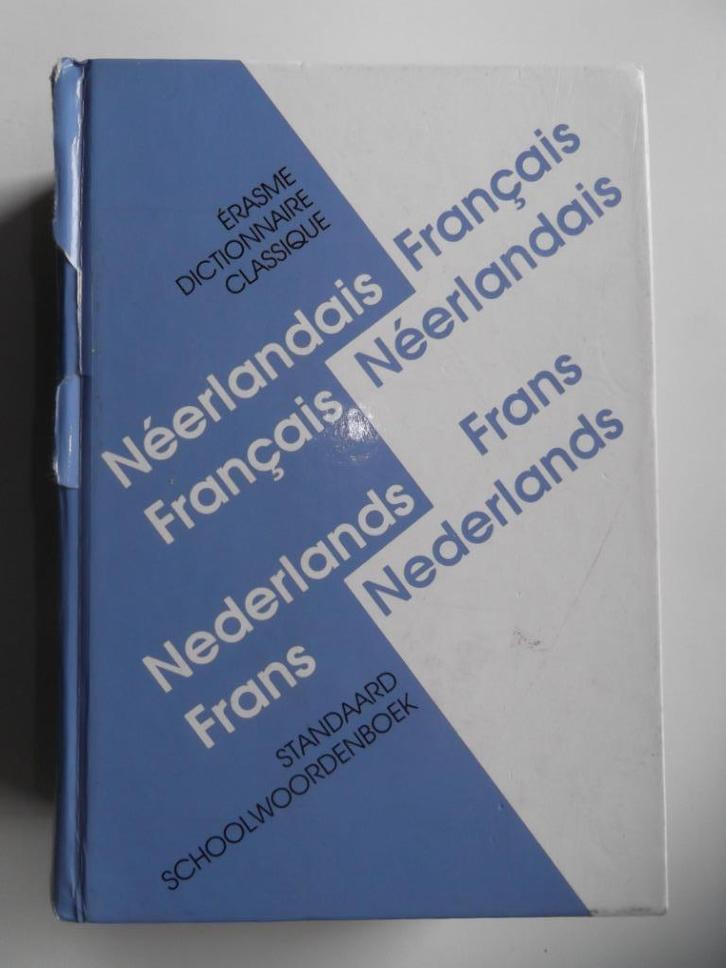 ÉRASME
DICTIONNAIRE
CLASSIQUE
Néerlandais
Français
Français
Néerlandais
Nederlands
Frans
Frans
Nederlands
STANDAARD
SCHOOLWOORDENBOEK